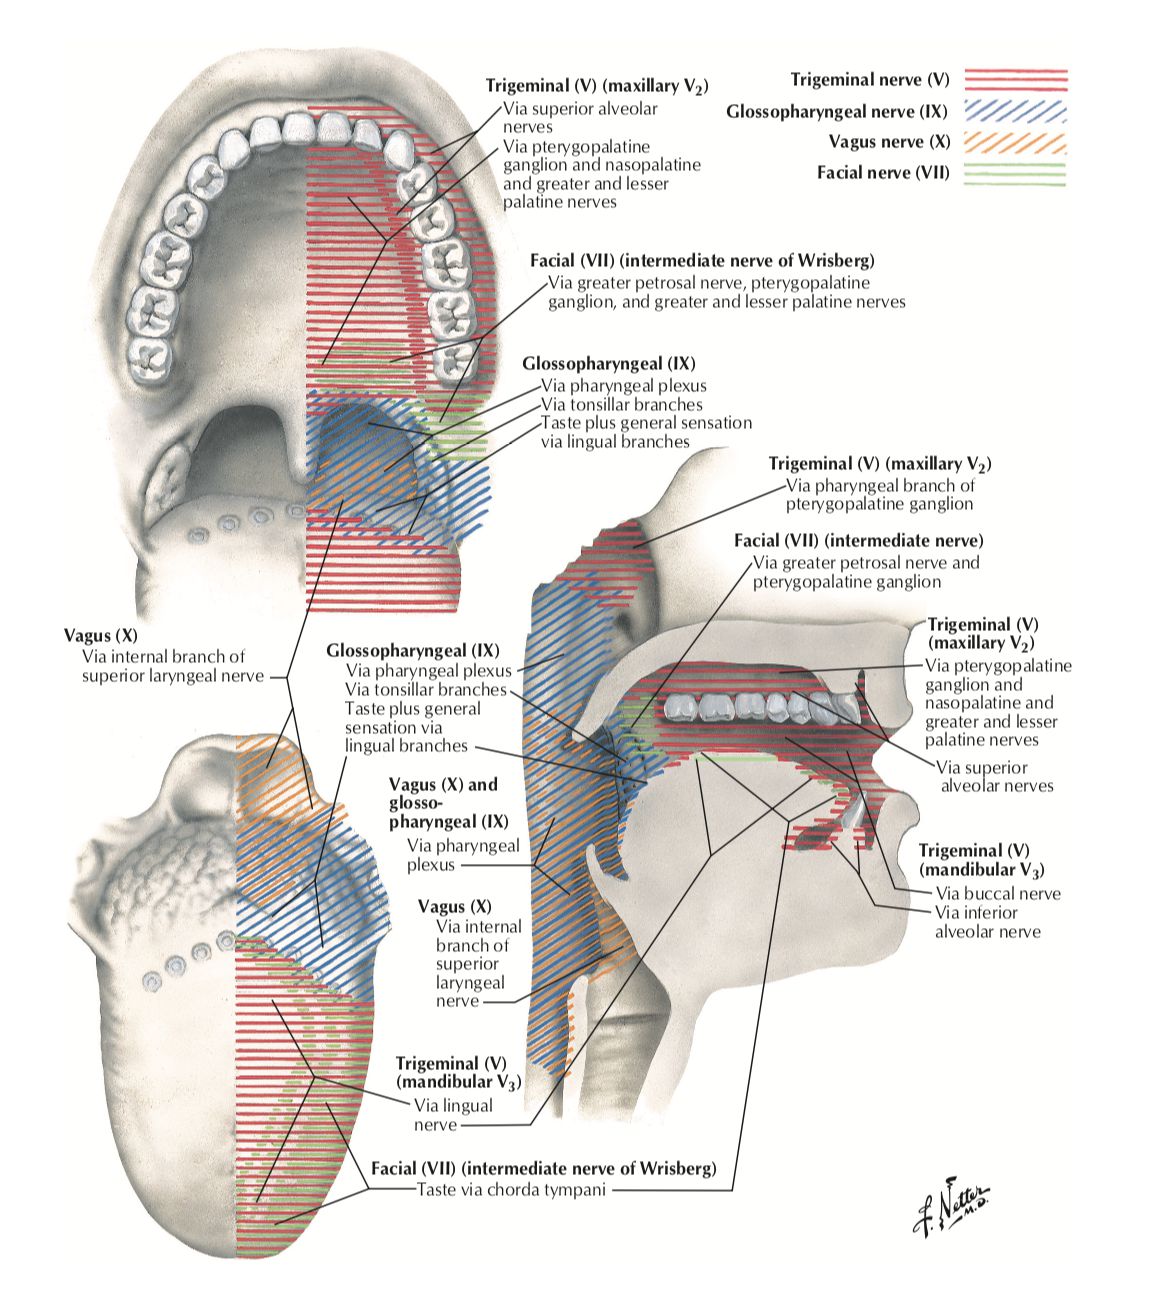 Trigeminal (V) (maxillary V2)
Via superior alveolar
nerves
Via pterygopalatine
ganglion and nasopalatine
and greater and lesser
palatine nerves
Trigeminal nerve (V)
Glossopharyngeal nerve (IX)
Vagus nerve (X)
Facial nerve (VII)
Facial (VII) (intermediate nerve of Wrisberg)
Via greater petrosal nerve, pterygopalatine
ganglion, and greater and lesser palatine nerves
Glossopharyngeal (IX)
Via pharyngeal plexus
Via tonsillar branches
Taste plus general sensation
via lingual branches
Trigeminal (V) (maxillary V2)
Via pharyngeal branch of
pterygopalatine ganglion
Facial (VII) (intermediate nerve)
Via greater petrosal nerve and
pterygopalatine ganglion
Trigeminal (V)
(maxillary V2)
Via pterygopalatine
ganglion and
nasopalatine and
greater and lesser
palatine nerves
Via superior
alveolar nerves
Trigeminal (V)
(mandibular V3)
Via buccal nerve
Via inferior
alveolar nerve
Vagus (X)
Via internal branch of
superior laryngeal nerve
Glossopharyngeal (IX)
Via pharyngeal plexus
Via tonsillar branches
Taste plus general
sensation via
lingual branches
Vagus (X) and
glosso-
pharyngeal (IX)
Via pharyngeal
plexus
Vagus (X)
Via internal
branch of
superior
laryngeal
nerve
Trigeminal (V)
(mandibular V3)
Via lingual
nerve
Facial (VII) (intermediate nerve of Wrisberg)
Taste via chorda tympani
F. Netter
M.D.